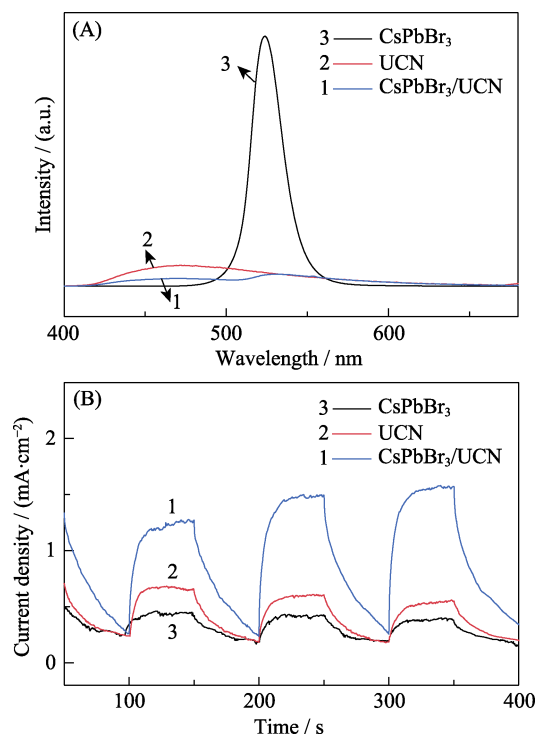 (A)
3 CsPbBr₃
2 UCN
1 CsPbBr₃/UCN
3
2
1
Intensity / (a.u.)
400 500 600
Wavelength / nm
(B)
3 CsPbBr₃
2 UCN
1 CsPbBr₃/UCN
2
1
0
1
2
3
Current density / (mA·cm⁻²)
100 200 300 400
Time / s